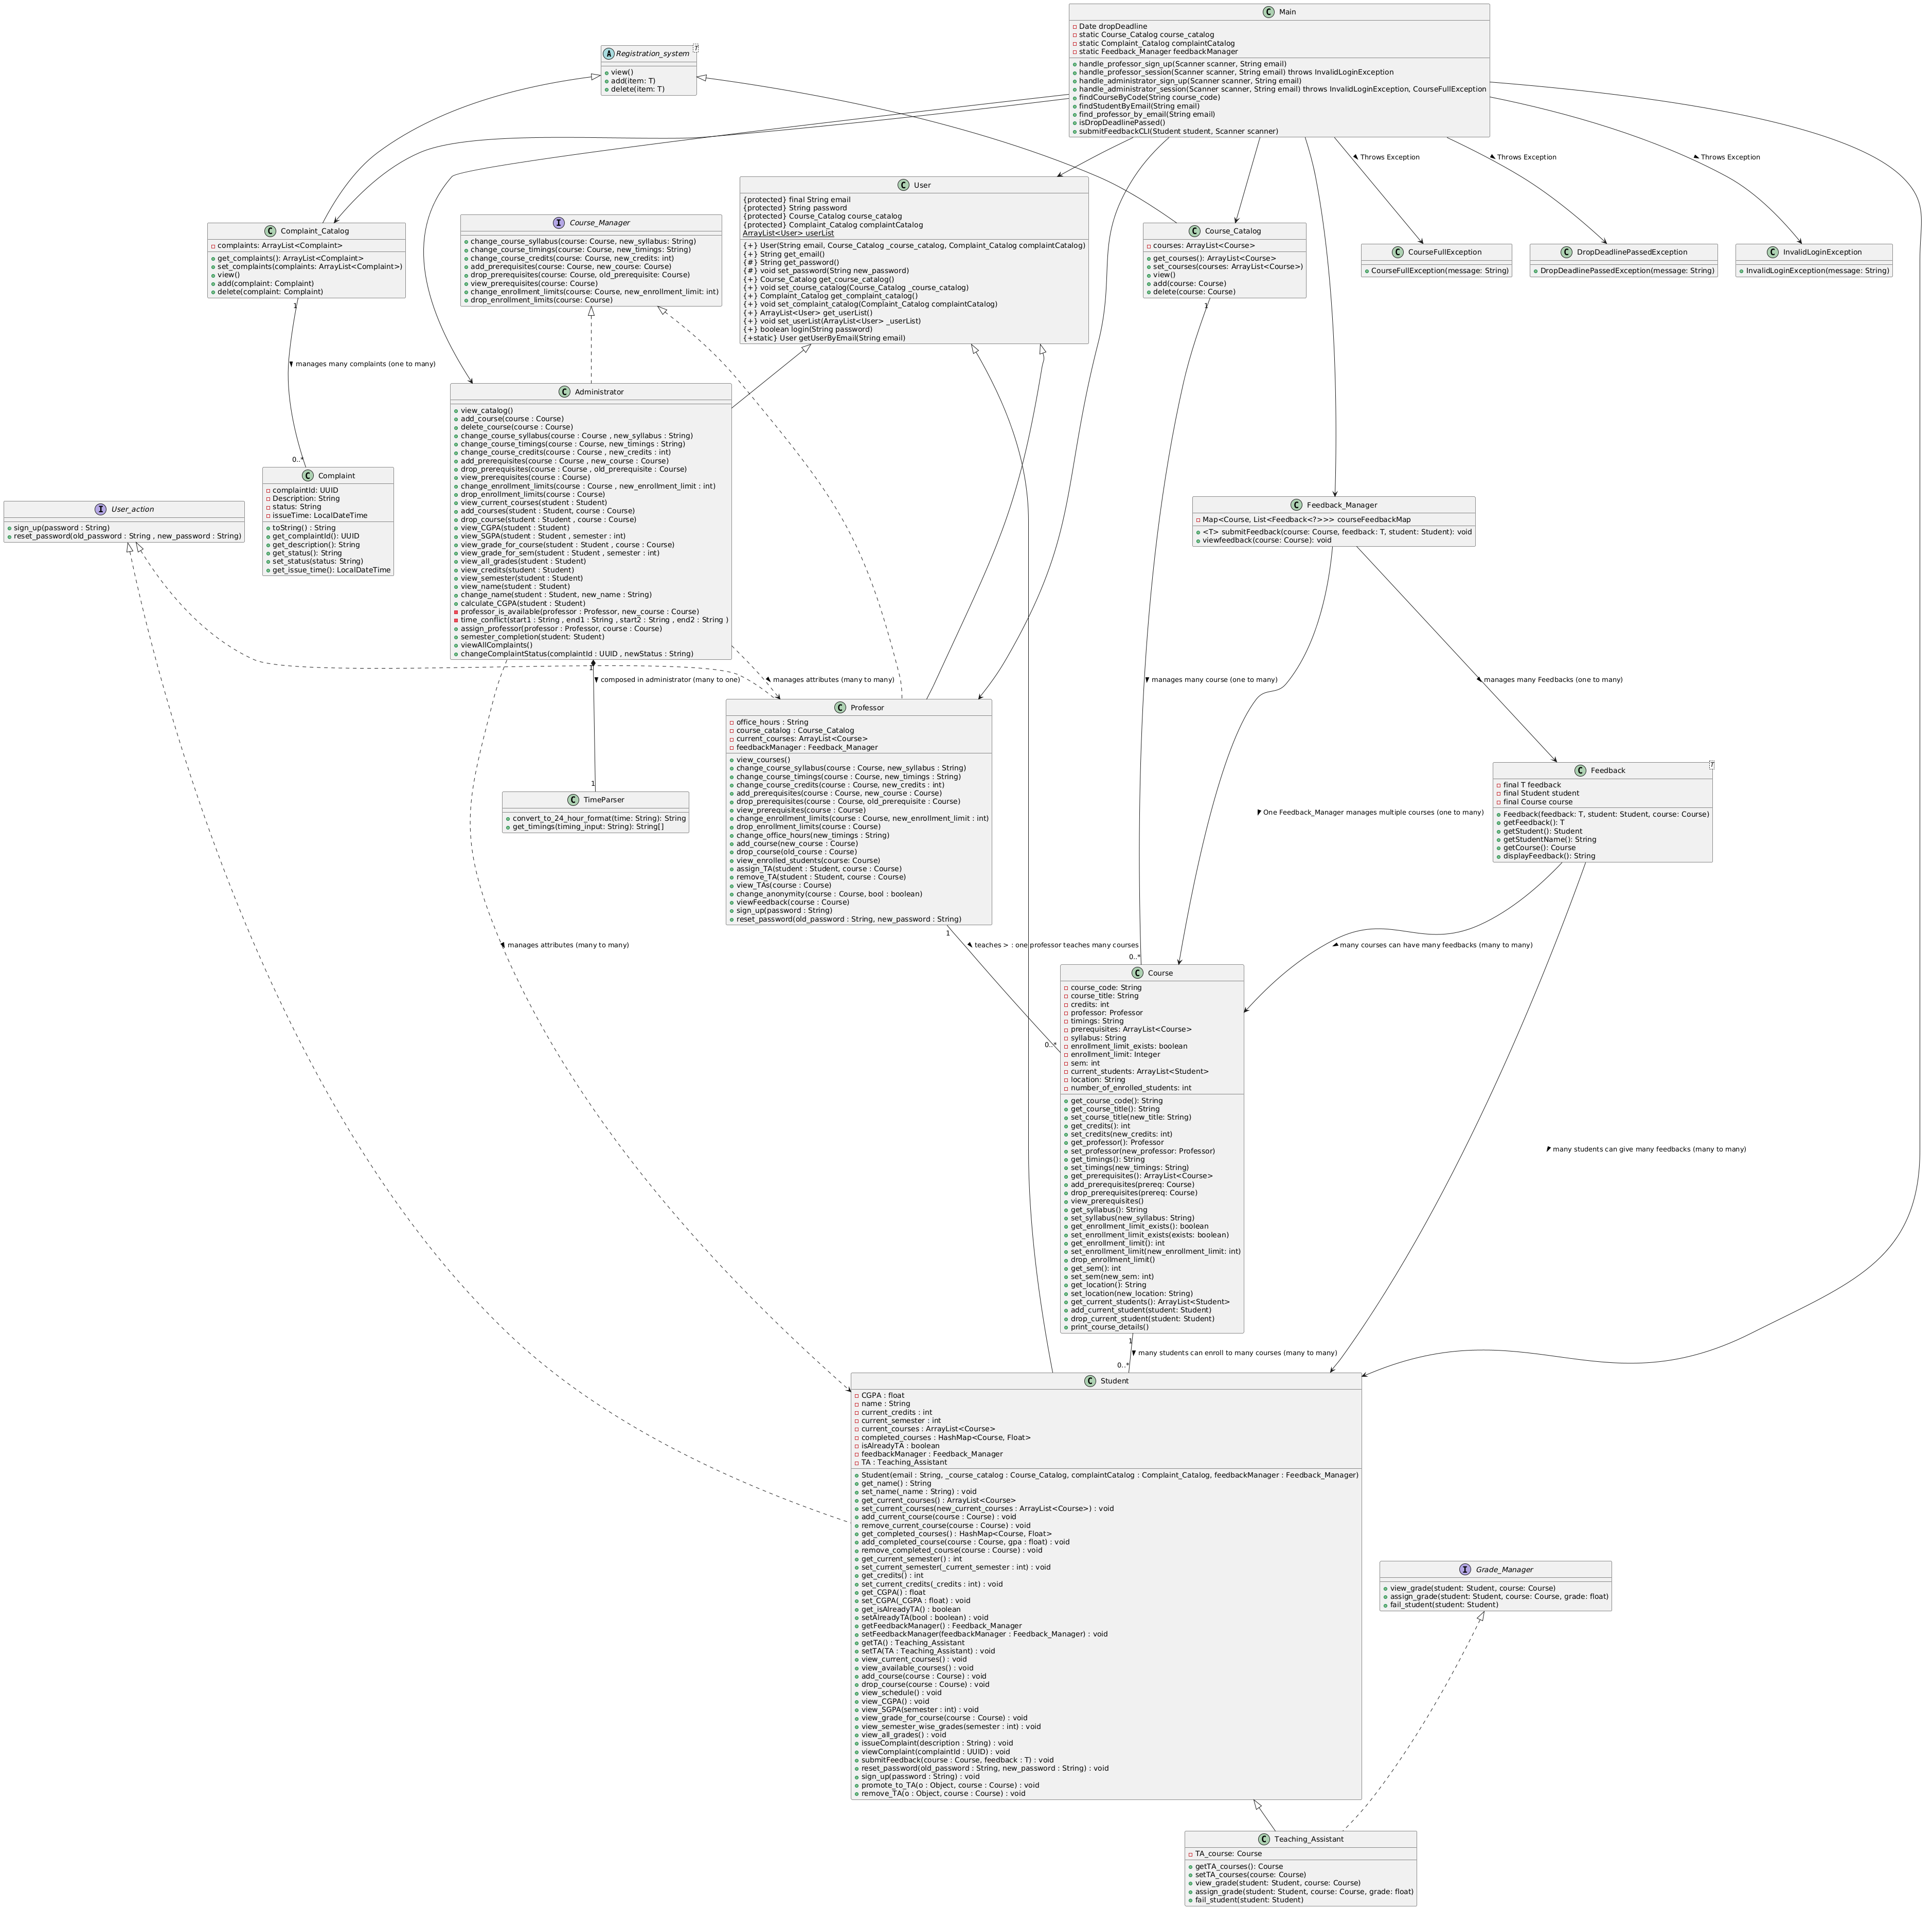 Main
Date dropDeadline
static Course_Catalog course_catalog
static Complaint_Catalog complaintCatalog
static Feedback_Manager feedbackManager
handle_professor_sign_up(Scanner scanner, String email)
handle_professor_session(Scanner scanner, String email) throws InvalidLoginException
handle_administrator_sign_up(Scanner scanner, String email)
handle_administrator_session(Scanner scanner, String email) throws InvalidLoginException, CourseFullException
findCourseByCode(String course_code)
findStudentByEmail(String email)
find_professor_by_email(String email)
isDropDeadlinePassed()
submitFeedbackCLI(Student student, Scanner scanner)
A Registration_system T
view()
add(item: T)
delete(item: T)
Throws Exception
Throws Exception
Throws Exception
C User
{protected} final String email
{protected} String password
{protected} Course_Catalog course_catalog
{protected} Complaint_Catalog complaintCatalog
ArrayList<User> userList
{+} User(String email, Course_Catalog _course_catalog, Complaint_Catalog complaintCatalog)
{+} String get_email()
{#} String get_password()
{#} void set_password(String new_password)
{+} Course_Catalog get_course_catalog()
{+} void set_course_catalog(Course_Catalog _course_catalog)
{+} Complaint_Catalog get_complaint_catalog()
{+} void set_complaint_catalog(Complaint_Catalog complaintCatalog)
{+} ArrayList<User> get_userList()
{+} void set_userList(ArrayList<User> _userList)
{+} boolean login(String password)
{+static} User getUserByEmail(String email)
C Complaint_Catalog
complaints: ArrayList<Complaint>
get_complaints(): ArrayList<Complaint>
set_complaints(complaints: ArrayList<Complaint>)
view()
add(complaint: Complaint)
delete(complaint: Complaint)
I Course_Manager
change_course_syllabus(course: Course, new_syllabus: String)
change_course_timings(course: Course, new_timings: String)
change_course_credits(course: Course, new_credits: int)
add_prerequisites(course: Course, new_course: Course)
drop_prerequisites(course: Course, old_prerequisite: Course)
view_prerequisites(course: Course)
change_enrollment_limits(course: Course, new_enrollment_limit: int)
drop_enrollment_limits(course: Course)
C Course_Catalog
courses: ArrayList<Course>
get_courses(): ArrayList<Course>
set_courses(courses: ArrayList<Course>)
view()
add(course: Course)
delete(course: Course)
C CourseFullException
CourseFullException(message: String)
C DropDeadlinePassedException
DropDeadlinePassedException(message: String)
C InvalidLoginException
InvalidLoginException(message: String)
1
manages many complaints (one to many)
0..*
1
C Administrator
view_catalog()
add_course(course : Course)
delete_course(course : Course)
change_course_syllabus(course : Course , new_syllabus : String)
change_course_timings(course : Course, new_timings : String)
change_course_credits(course : Course , new_credits : int)
add_prerequisites(course : Course , new_course : Course)
drop_prerequisites(course : Course , old_prerequisite : Course)
view_prerequisites(course : Course)
change_enrollment_limits(course : Course , new_enrollment_limit : int)
drop_enrollment_limits(course : Course)
view_current_courses(student : Student)
add_courses(student : Student, course : Course)
drop_course(student : Student , course : Course)
view_CGPA(student : Student)
view_SGPA(student : Student , semester : int)
view_grade_for_course(student : Student , course : Course)
view_grade_for_sem(student : Student , semester : int)
view_all_grades(student : Student)
view_credits(student : Student)
view_semester(student : Student)
view_name(student : Student)
change_name(student : Student, new_name : String)
calculate_CGPA(student : Student)
professor_is_available(professor : Professor, new_course : Course)
time_conflict(start1 : String , end1 : String , start2 : String , end2 : String )
assign_professor(professor : Professor, course : Course)
semester_completion(student: Student)
viewAllComplaints()
changeComplaintStatus(complaintId : UUID , newStatus : String)
C Complaint
complaintId: UUID
Description: String
status: String
issueTime: LocalDateTime
toString() : String
get_complaintId(): UUID
get_description(): String
get_status(): String
set_status(status: String)
get_issue_time(): LocalDateTime
I User_action
sign_up(password : String)
reset_password(old_password : String , new_password : String)
C Feedback_Manager
Map<Course, List<Feedback<?>>> courseFeedbackMap
<T> submitFeedback(course: Course, feedback: T, student: Student): void
viewfeedback(course: Course): void
1
composed in administrator (many to one)
manages attributes (many to many)
manages many course (one to many)
manages many Feedbacks (one to many)
1
C Professor
office_hours : String
course_catalog : Course_Catalog
current_courses: ArrayList<Course>
feedbackManager : Feedback_Manager
view_courses()
change_course_syllabus(course : Course, new_syllabus : String)
change_course_timings(course : Course, new_timings : String)
change_course_credits(course : Course, new_credits : int)
add_prerequisites(course : Course, new_course : Course)
drop_prerequisites(course : Course, old_prerequisite : Course)
view_prerequisites(course : Course)
change_enrollment_limits(course : Course, new_enrollment_limit : int)
drop_enrollment_limits(course : Course)
change_office_hours(new_timings : String)
add_course(new_course : Course)
drop_course(old_course : Course)
view_enrolled_students(course: Course)
assign_TA(student : Student, course : Course)
remove_TA(student : Student, course : Course)
view_TAs(course : Course)
change_anonymity(course : Course, bool : boolean)
viewFeedback(course : Course)
sign_up(password : String)
reset_password(old_password : String, new_password : String)
C TimeParser
convert_to_24_hour_format(time: String): String
get_timings(timing_input: String): String[]
C Feedback T
final T feedback
final Student student
final Course course
Feedback(feedback: T, student: Student, course: Course)
getFeedback(): T
getStudent(): Student
getStudentName(): String
getCourse(): Course
displayFeedback(): String
One Feedback_Manager manages multiple courses (one to many)
1
manages attributes (many to many)
teaches > : one professor teaches many courses
many courses can have many feedbacks (many to many)
0..*
0..*
C Course
course_code: String
course_title: String
credits: int
professor: Professor
timings: String
prerequisites: ArrayList<Course>
syllabus: String
enrollment_limit_exists: boolean
enrollment_limit: Integer
sem: int
current_students: ArrayList<Student>
location: String
number_of_enrolled_students: int
get_course_code(): String
get_course_title(): String
set_course_title(new_title: String)
get_credits(): int
set_credits(new_credits: int)
get_professor(): Professor
set_professor(new_professor: Professor)
get_timings(): String
set_timings(new_timings: String)
get_prerequisites(): ArrayList<Course>
add_prerequisites(prereq: Course)
drop_prerequisites(prereq: Course)
view_prerequisites()
get_syllabus(): String
set_syllabus(new_syllabus: String)
get_enrollment_limit_exists(): boolean
set_enrollment_limit_exists(exists: boolean)
get_enrollment_limit(): int
set_enrollment_limit(new_enrollment_limit: int)
drop_enrollment_limit()
get_sem(): int
set_sem(new_sem: int)
get_location(): String
set_location(new_location: String)
get_current_students(): ArrayList<Student>
add_current_student(student: Student)
drop_current_student(student: Student)
print_course_details()
many students can give many feedbacks (many to many)
1
many students can enroll to many courses (many to many)
0..*
C Student
CGPA : float
name : String
current_credits : int
current_semester : int
current_courses : ArrayList<Course>
completed_courses : HashMap<Course, Float>
isAlreadyTA : boolean
feedbackManager : Feedback_Manager
TA : Teaching_Assistant
Student(email : String, _course_catalog : Course_Catalog, complaintCatalog : Complaint_Catalog, feedbackManager : Feedback_Manager)
get_name() : String
set_name(_name : String) : void
get_current_courses() : ArrayList<Course>
set_current_courses(new_current_courses : ArrayList<Course>) : void
add_current_course(course : Course) : void
remove_current_course(course : Course) : void
get_completed_courses() : HashMap<Course, Float>
add_completed_course(course : Course, gpa : float) : void
remove_completed_course(course : Course) : void
get_current_semester() : int
set_current_semester(_current_semester : int) : void
get_credits() : int
set_current_credits(_credits : int) : void
get_CGPA() : float
set_CGPA(_CGPA : float) : void
get_isAlreadyTA() : boolean
setAlreadyTA(bool : boolean) : void
getFeedbackManager() : Feedback_Manager
setFeedbackManager(feedbackManager : Feedback_Manager) : void
getTA() : Teaching_Assistant
setTA(TA : Teaching_Assistant) : void
view_current_courses() : void
view_available_courses() : void
add_course(course : Course) : void
drop_course(course : Course) : void
view_schedule() : void
view_CGPA() : void
view_SGPA(semester : int) : void
view_grade_for_course(course : Course) : void
view_semester_wise_grades(semester : int) : void
view_all_grades() : void
issueComplaint(description : String) : void
viewComplaint(complaintId : UUID) : void
submitFeedback(course : Course, feedback : T) : void
reset_password(old_password : String, new_password : String) : void
sign_up(password : String) : void
promote_to_TA(o : Object, course : Course) : void
remove_TA(o : Object, course : Course) : void
I Grade_Manager
view_grade(student: Student, course: Course)
assign_grade(student: Student, course: Course, grade: float)
fail_student(student: Student)
C Teaching_Assistant
TA_course: Course
getTA_courses(): Course
setTA_courses(course: Course)
view_grade(student: Student, course: Course)
assign_grade(student: Student, course: Course, grade: float)
fail_student(student: Student)